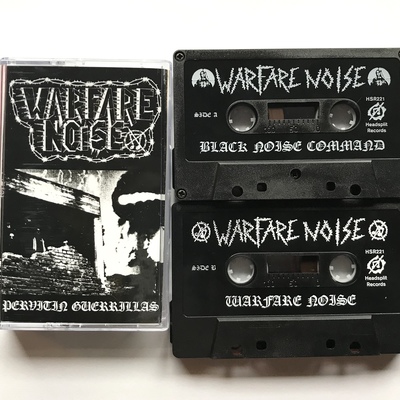 WARFARE
NOISE
PERVITIN GUERRILLAS
WARFARE NOISE
SIDE A
HSR221
Headsplit
Records
BLACK NOISE COMMAND
WARFARE NOISE
SIDE B
HSR221
Headsplit
Records
WARFARE NOISE